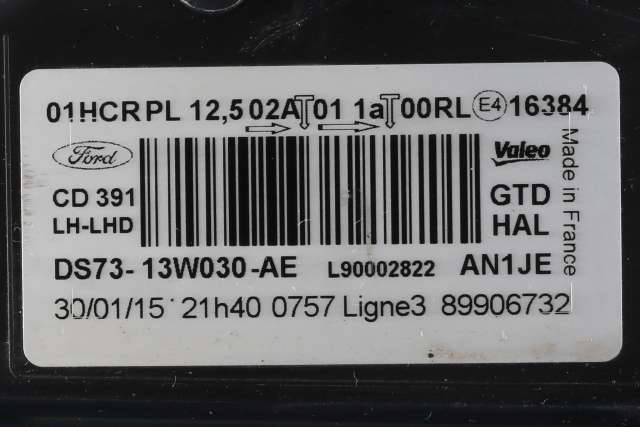 01HCRPL 12,5 02A 01 1a 00RL E4 16384
Ford
Valeo
CD 391
GTD
LH-LHD
HAL
Made in France
DS73-13W030-AE L90002822 AN1JE
30/01/15 21h40 0757 Ligne3 89906732